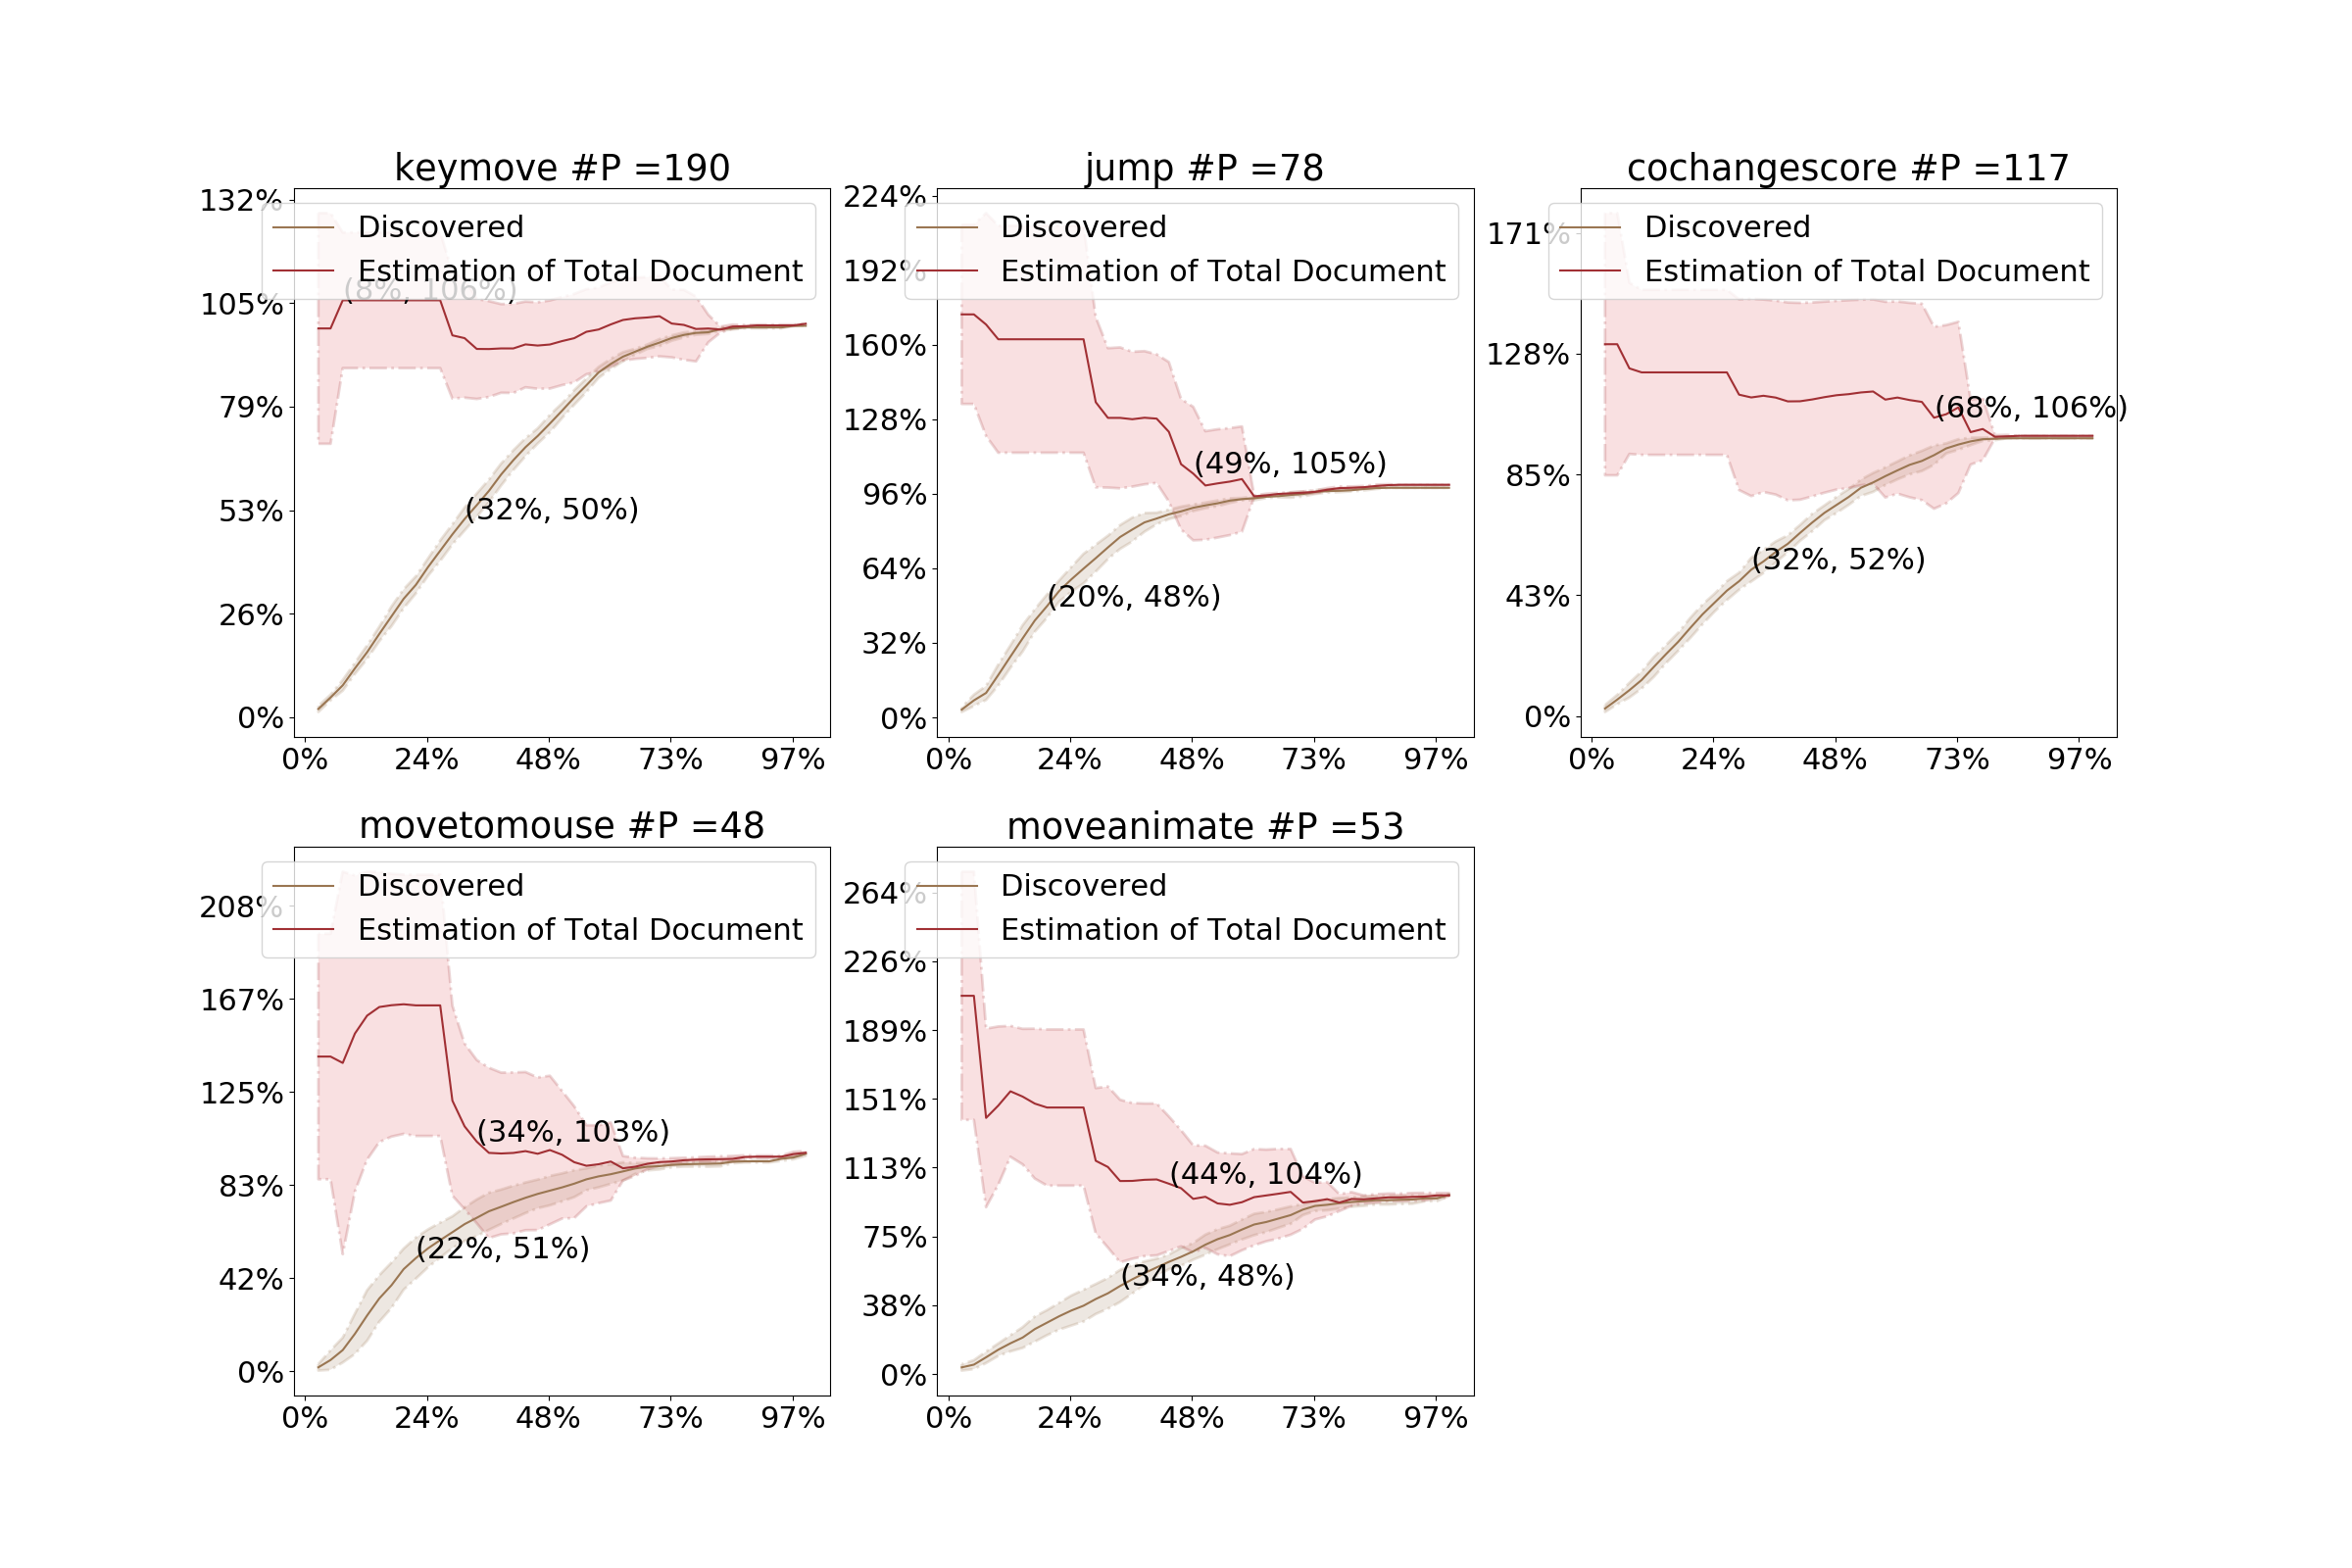 keymove #P =190
132%
105%
79%
53%
26%
0%
Discovered
Estimation of Total Document
(8%, 106%)
(32%, 50%)
0% 24% 48% 73% 97%
jump #P =78
224%
192%
160%
128%
96%
64%
32%
0%
Discovered
Estimation of Total Document
(49%, 105%)
(20%, 48%)
0% 24% 48% 73% 97%
cochangescore #P =117
171%
128%
85%
43%
0%
Discovered
Estimation of Total Document
(68%, 106%)
(32%, 52%)
0% 24% 48% 73% 97%
movetomouse #P =48
208%
167%
125%
83%
42%
0%
Discovered
Estimation of Total Document
(34%, 103%)
(22%, 51%)
0% 24% 48% 73% 97%
moveanimate #P =53
264%
226%
189%
151%
113%
75%
38%
0%
Discovered
Estimation of Total Document
(44%, 104%)
(34%, 48%)
0% 24% 48% 73% 97%